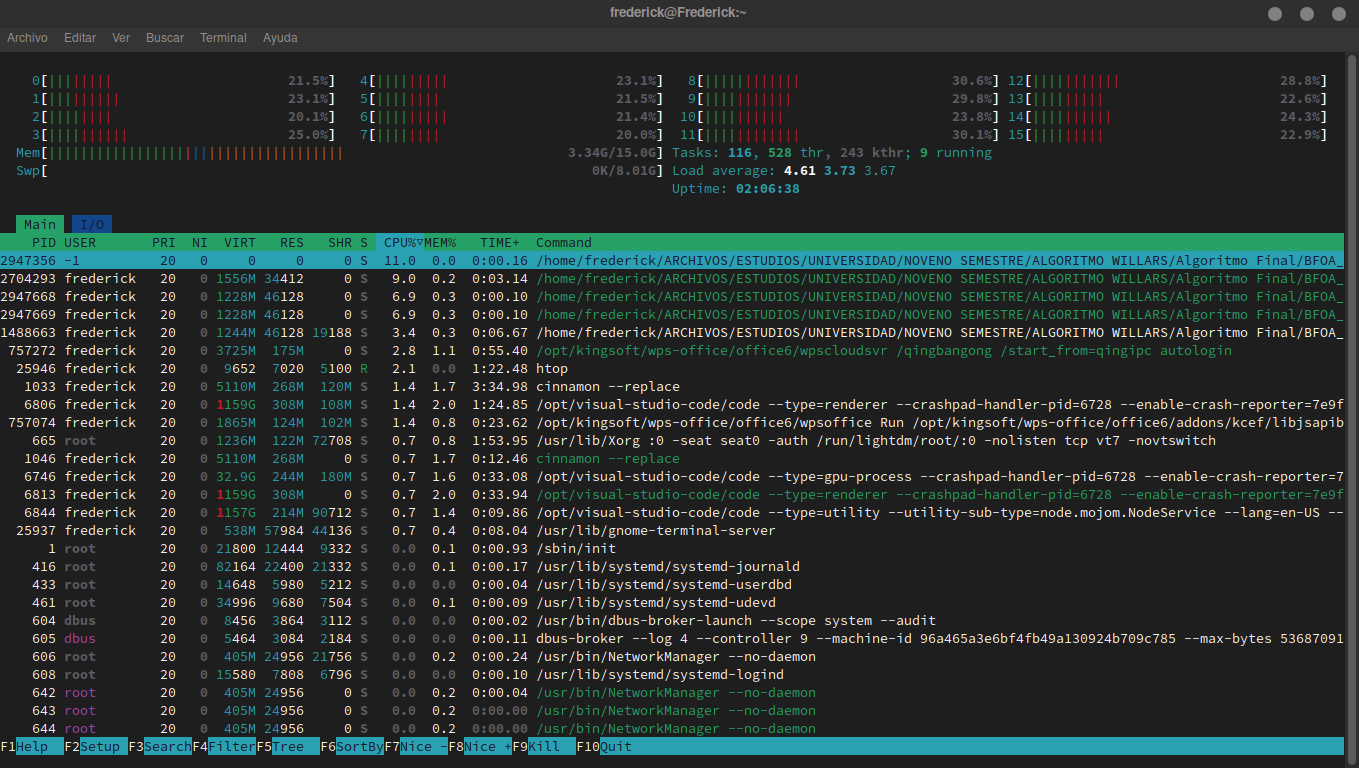 frederick@Frederick:~
Archivo Editar Ver Buscar Terminal Ayuda
0[||||||||| 21.5%] 4[||||||||| 23.1%] 8[|||||||||||| 30.6%] 12[||||||||||| 28.8%]
1[||||||||| 23.1%] 5[|||||||| 21.5%] 9[||||||||||| 29.8%] 13[||||||||| 22.6%]
2[|||||||| 20.1%] 6[||||||||| 21.4%] 10[|||||||||| 23.8%] 14[|||||||||| 24.3%]
3[|||||||||| 25.0%] 7[|||||||| 20.0%] 11[|||||||||||| 30.1%] 15[||||||||| 22.9%]
Mem[||||||||||||||||||||||||||||||||||||| 3.34G/15.0G] Tasks: 116, 528 thr, 243 kthr; 9 running
Swp[ 0K/8.01G] Load average: 4.61 3.73 3.67
Uptime: 02:06:38
Main I/O
PID USER PRI NI VIRT RES SHR S CPU%▽MEM% TIME+ Command
2947356 -1 20 0 0 0 0 S 11.0 0.0 0:00.16 /home/frederick/ARCHIVOS/ESTUDIOS/UNIVERSIDAD/NOVENO SEMESTRE/ALGORITMO WILLARS/Algoritmo Final/BFOA_
2704293 frederick 20 0 1556M 34412 0 S 9.0 0.2 0:03.14 /home/frederick/ARCHIVOS/ESTUDIOS/UNIVERSIDAD/NOVENO SEMESTRE/ALGORITMO WILLARS/Algoritmo Final/BFOA_
2947668 frederick 20 0 1228M 46128 0 S 6.9 0.3 0:00.10 /home/frederick/ARCHIVOS/ESTUDIOS/UNIVERSIDAD/NOVENO SEMESTRE/ALGORITMO WILLARS/Algoritmo Final/BFOA_
2947669 frederick 20 0 1228M 46128 0 S 6.9 0.3 0:00.10 /home/frederick/ARCHIVOS/ESTUDIOS/UNIVERSIDAD/NOVENO SEMESTRE/ALGORITMO WILLARS/Algoritmo Final/BFOA_
1488663 frederick 20 0 1244M 46128 19188 S 3.4 0.3 0:06.67 /home/frederick/ARCHIVOS/ESTUDIOS/UNIVERSIDAD/NOVENO SEMESTRE/ALGORITMO WILLARS/Algoritmo Final/BFOA_
757272 frederick 20 0 3725M 175M 0 S 2.8 1.1 0:55.40 /opt/kingsoft/wps-office/office6/wpscloudsvr /qingbangong /start_from=qingipc autologin
25946 frederick 20 0 9652 7020 5100 R 2.1 0.0 1:22.48 htop
1033 frederick 20 0 5110M 268M 120M S 1.4 1.7 3:34.98 cinnamon --replace
6806 frederick 20 0 1159G 308M 108M S 1.4 2.0 1:24.85 /opt/visual-studio-code/code --type=renderer --crashpad-handler-pid=6728 --enable-crash-reporter=7e9f
757074 frederick 20 0 1865M 124M 102M S 1.4 0.8 0:23.62 /opt/kingsoft/wps-office/office6/wpsoffice Run /opt/kingsoft/wps-office/office6/addons/kcef/libjsapib
665 root 20 0 1236M 122M 72708 S 0.7 0.8 1:53.95 /usr/lib/Xorg :0 -seat seat0 -auth /run/lightdm/root/:0 -nolisten tcp vt7 -novtswitch
1046 frederick 20 0 5110M 268M 0 S 0.7 1.7 0:12.46 cinnamon --replace
6746 frederick 20 0 32.9G 244M 180M S 0.7 1.6 0:33.08 /opt/visual-studio-code/code --type=gpu-process --crashpad-handler-pid=6728 --enable-crash-reporter=7
6813 frederick 20 0 1159G 308M 0 S 0.7 2.0 0:33.94 /opt/visual-studio-code/code --type=renderer --crashpad-handler-pid=6728 --enable-crash-reporter=7e9f
6844 frederick 20 0 1157G 214M 90712 S 0.7 1.4 0:09.86 /opt/visual-studio-code/code --type=utility --utility-sub-type=node.mojom.NodeService --lang=en-US --
25937 frederick 20 0 538M 57984 44136 S 0.7 0.4 0:08.04 /usr/lib/gnome-terminal-server
1 root 20 0 21800 12444 9332 S 0.0 0.1 0:00.93 /sbin/init
416 root 20 0 82164 22400 21332 S 0.0 0.1 0:00.17 /usr/lib/systemd/systemd-journald
433 root 20 0 14648 5980 5212 S 0.0 0.0 0:00.04 /usr/lib/systemd/systemd-userdbd
461 root 20 0 34996 9680 7504 S 0.0 0.1 0:00.09 /usr/lib/systemd/systemd-udevd
604 dbus 20 0 8456 3864 3112 S 0.0 0.0 0:00.02 /usr/bin/dbus-broker-launch --scope system --audit
605 dbus 20 0 5464 3084 2184 S 0.0 0.0 0:00.11 dbus-broker --log 4 --controller 9 --machine-id 96a465a3e6bf4fb49a130924b709c785 --max-bytes 53687091
606 root 20 0 405M 24956 21756 S 0.0 0.2 0:00.24 /usr/bin/NetworkManager --no-daemon
608 root 20 0 15580 7808 6796 S 0.0 0.0 0:00.10 /usr/lib/systemd/systemd-logind
642 root 20 0 405M 24956 0 S 0.0 0.2 0:00.04 /usr/bin/NetworkManager --no-daemon
643 root 20 0 405M 24956 0 S 0.0 0.2 0:00.00 /usr/bin/NetworkManager --no-daemon
644 root 20 0 405M 24956 0 S 0.0 0.2 0:00.00 /usr/bin/NetworkManager --no-daemon
F1Help F2Setup F3SearchF4FilterF5Tree F6SortByF7Nice -F8Nice +F9Kill F10Quit